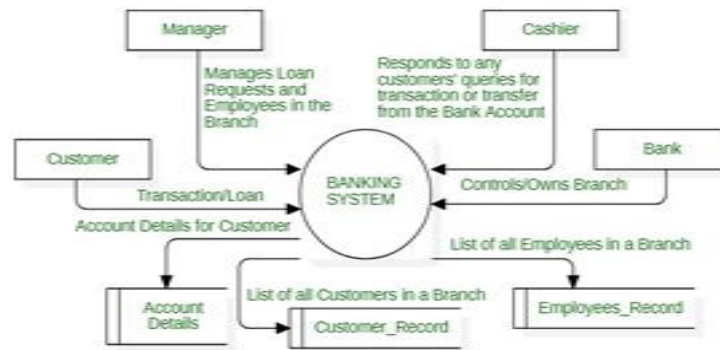 Manager
Cashier
Manages Loan
Requests and
Employees in the
Branch
Responds to any
customers' queries for
transaction or transfer
from the Bank Account
Customer
Bank
Transaction/Loan
BANKING
SYSTEM
Controls/Owns Branch
Account Details for Customer
List of all Employees in a Branch
Account
Details
List of all Customers in a Branch
Customer_Record
Employees_Record